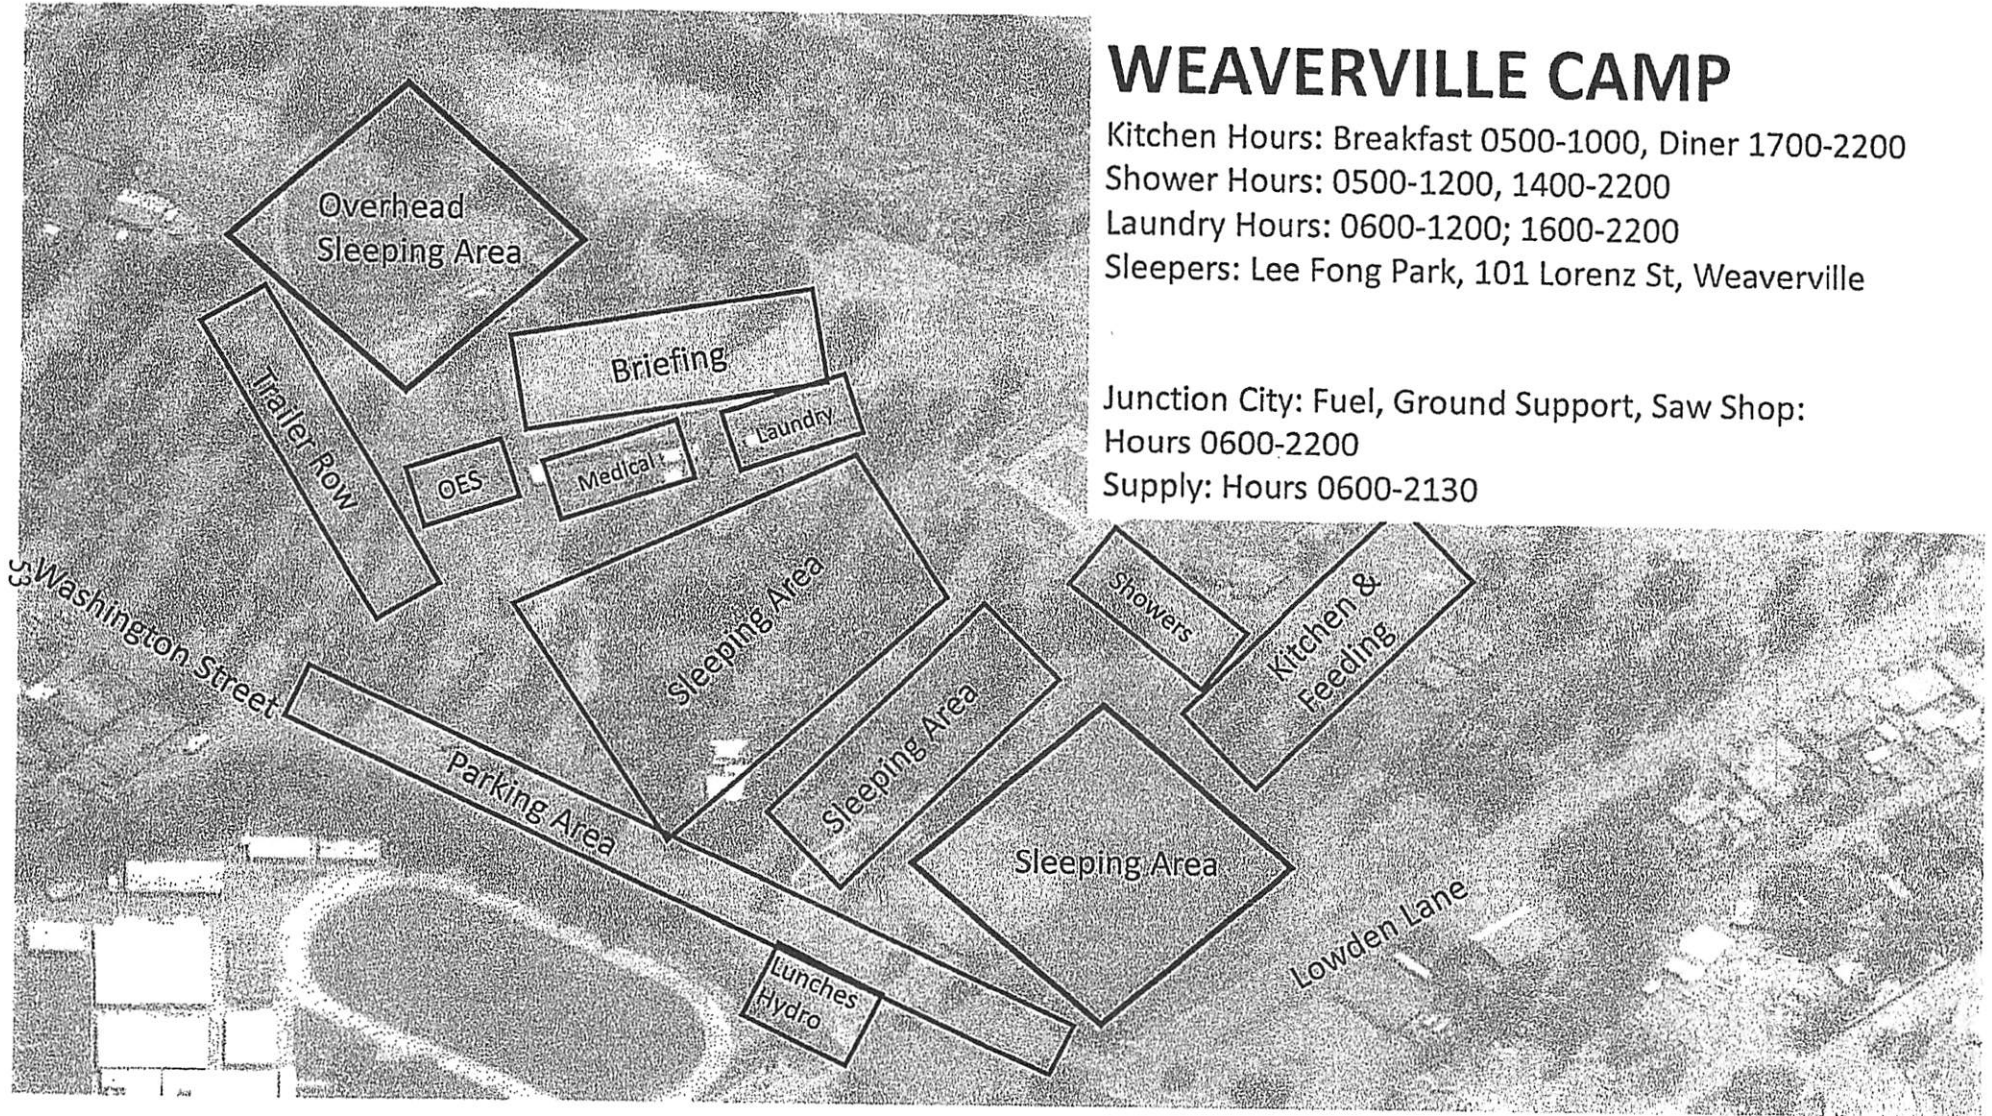 WEAVERVILLE CAMP
Kitchen Hours: Breakfast 0500-1000, Diner 1700-2200
Shower Hours: 0500-1200, 1400-2200
Laundry Hours: 0600-1200; 1600-2200
Sleepers: Lee Fong Park, 101 Lorenz St, Weaverville
Junction City: Fuel, Ground Support, Saw Shop:
Hours 0600-2200
Supply: Hours 0600-2130
Overhead
Sleeping Area
Trailer Row
Briefing
OES
Medical
Laundry
Sleeping Area
Showers
Kitchen &
Feeding
53
Washington Street
Parking Area
Sleeping Area
Sleeping Area
Lunches
Hydro
Lowden Lane